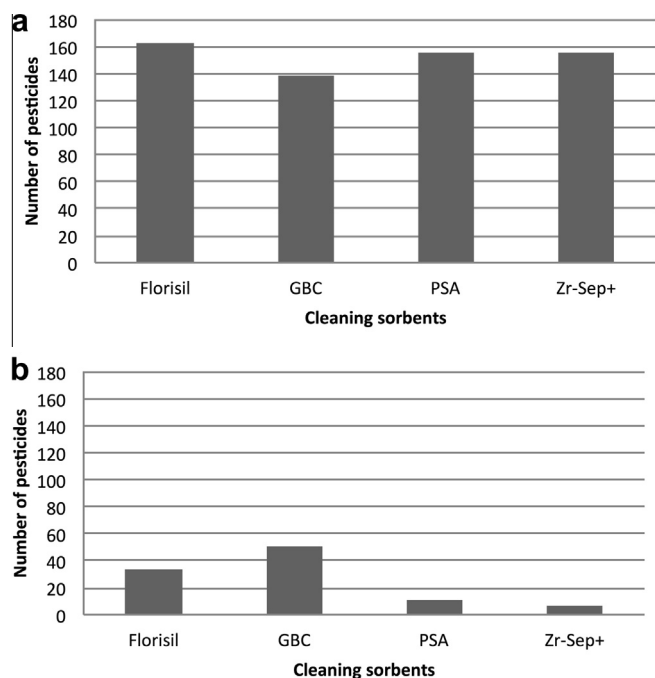 a
Number of pesticides
180
160
140
120
100
80
60
40
20
0
Florisil GBC PSA Zr-Sep+
Cleaning sorbents
b
Number of pesticides
180
160
140
120
100
80
60
40
20
0
Florisil GBC PSA Zr-Sep+
Cleaning sorbents